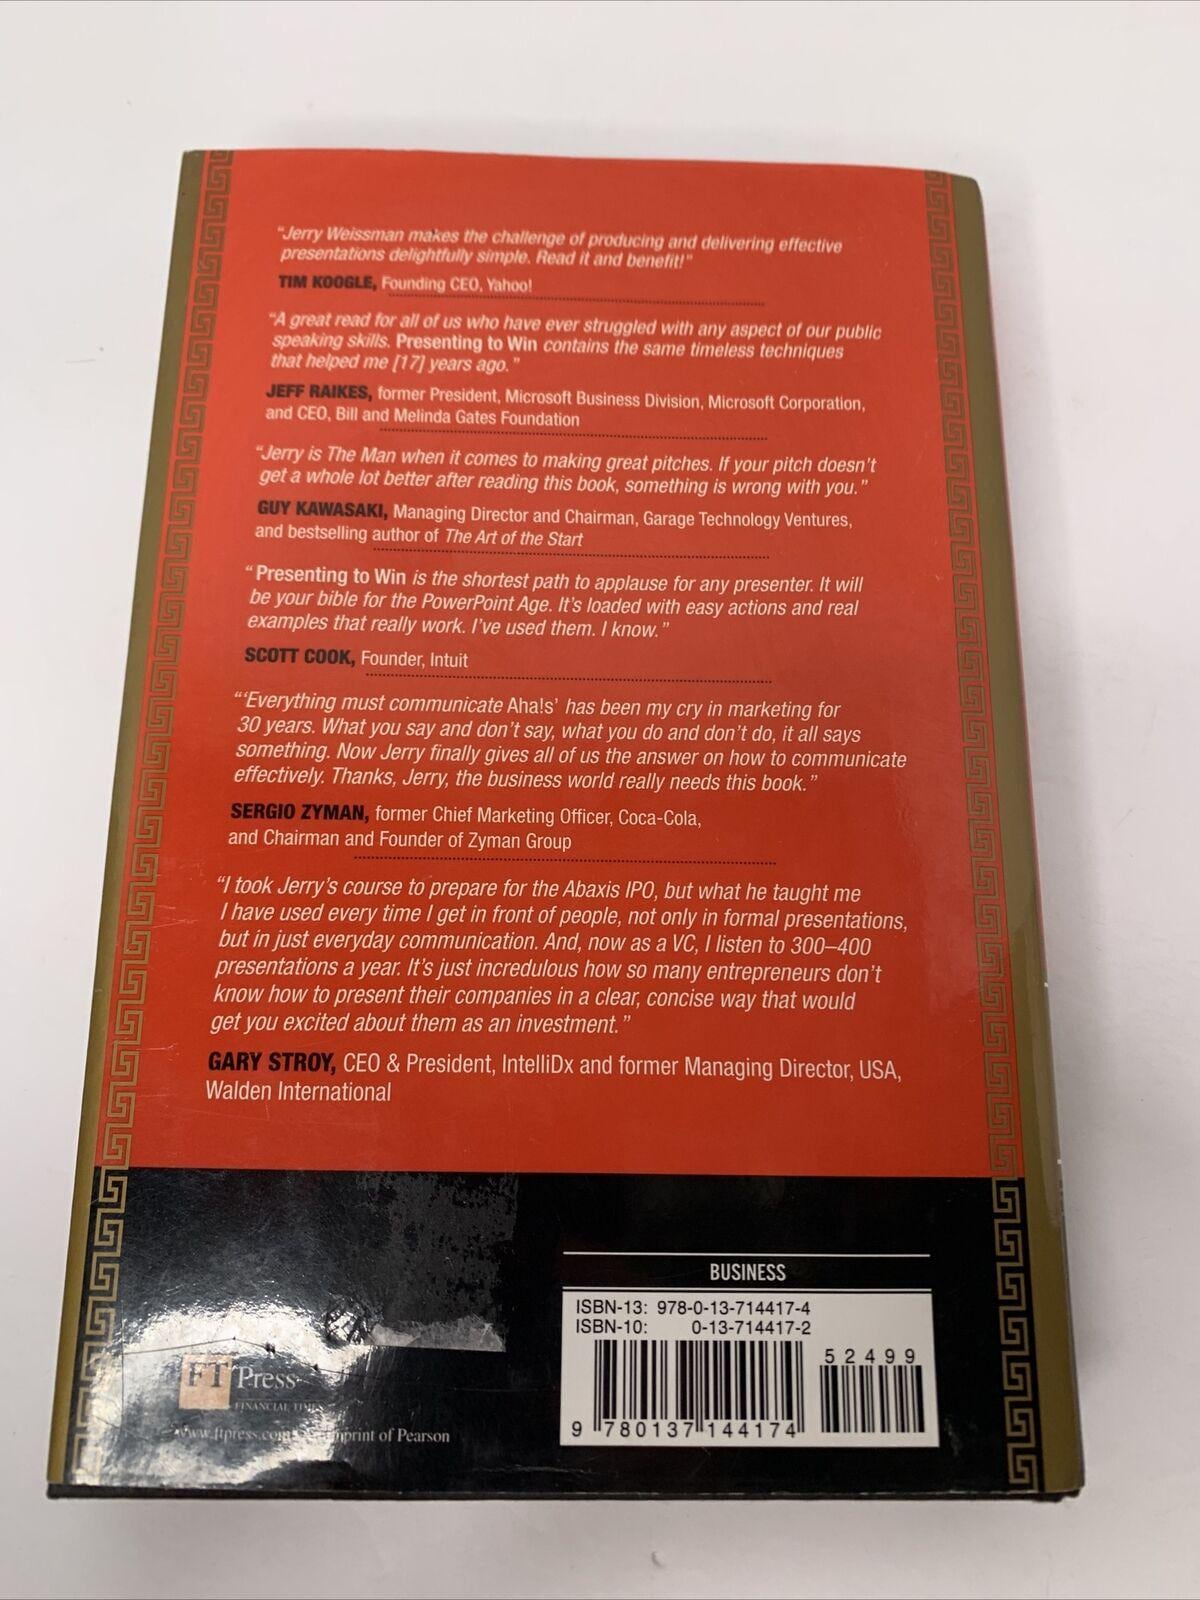 “Jerry Weissman makes the challenge of producing and delivering effective
presentations delightfully simple. Read it and benefit!”
TIM KOOGLE, Founding CEO, Yahoo!
“A great read for all of us who have ever struggled with any aspect of our public
speaking skills. Presenting to Win contains the same timeless techniques
that helped me [17] years ago.”
JEFF RAIKES, former President, Microsoft Business Division, Microsoft Corporation,
and CEO, Bill and Melinda Gates Foundation
“Jerry is The Man when it comes to making great pitches. If your pitch doesn’t
get a whole lot better after reading this book, something is wrong with you.”
GUY KAWASAKI, Managing Director and Chairman, Garage Technology Ventures,
and bestselling author of The Art of the Start
“Presenting to Win is the shortest path to applause for any presenter. It will
be your bible for the PowerPoint Age. It’s loaded with easy actions and real
examples that really work. I’ve used them. I know.”
SCOTT COOK, Founder, Intuit
“‘Everything must communicate Aha!s’ has been my cry in marketing for
30 years. What you say and don’t say, what you do and don’t do, it all says
something. Now Jerry finally gives all of us the answer on how to communicate
effectively. Thanks, Jerry, the business world really needs this book.”
SERGIO ZYMAN, former Chief Marketing Officer, Coca-Cola,
and Chairman and Founder of Zyman Group
“I took Jerry’s course to prepare for the Abaxis IPO, but what he taught me
I have used every time I get in front of people, not only in formal presentations,
but in just everyday communication. And, now as a VC, I listen to 300–400
presentations a year. It’s just incredulous how so many entrepreneurs don’t
know how to present their companies in a clear, concise way that would
get you excited about them as an investment.”
GARY STROY, CEO & President, IntelliDx and former Managing Director, USA,
Walden International
BUSINESS
ISBN-13: 978-0-13-714417-4
ISBN-10: 0-13-714417-2
52499
9 780137 144174
FT Press
FINANCIAL
www.ftpress.com imprint of Pearson